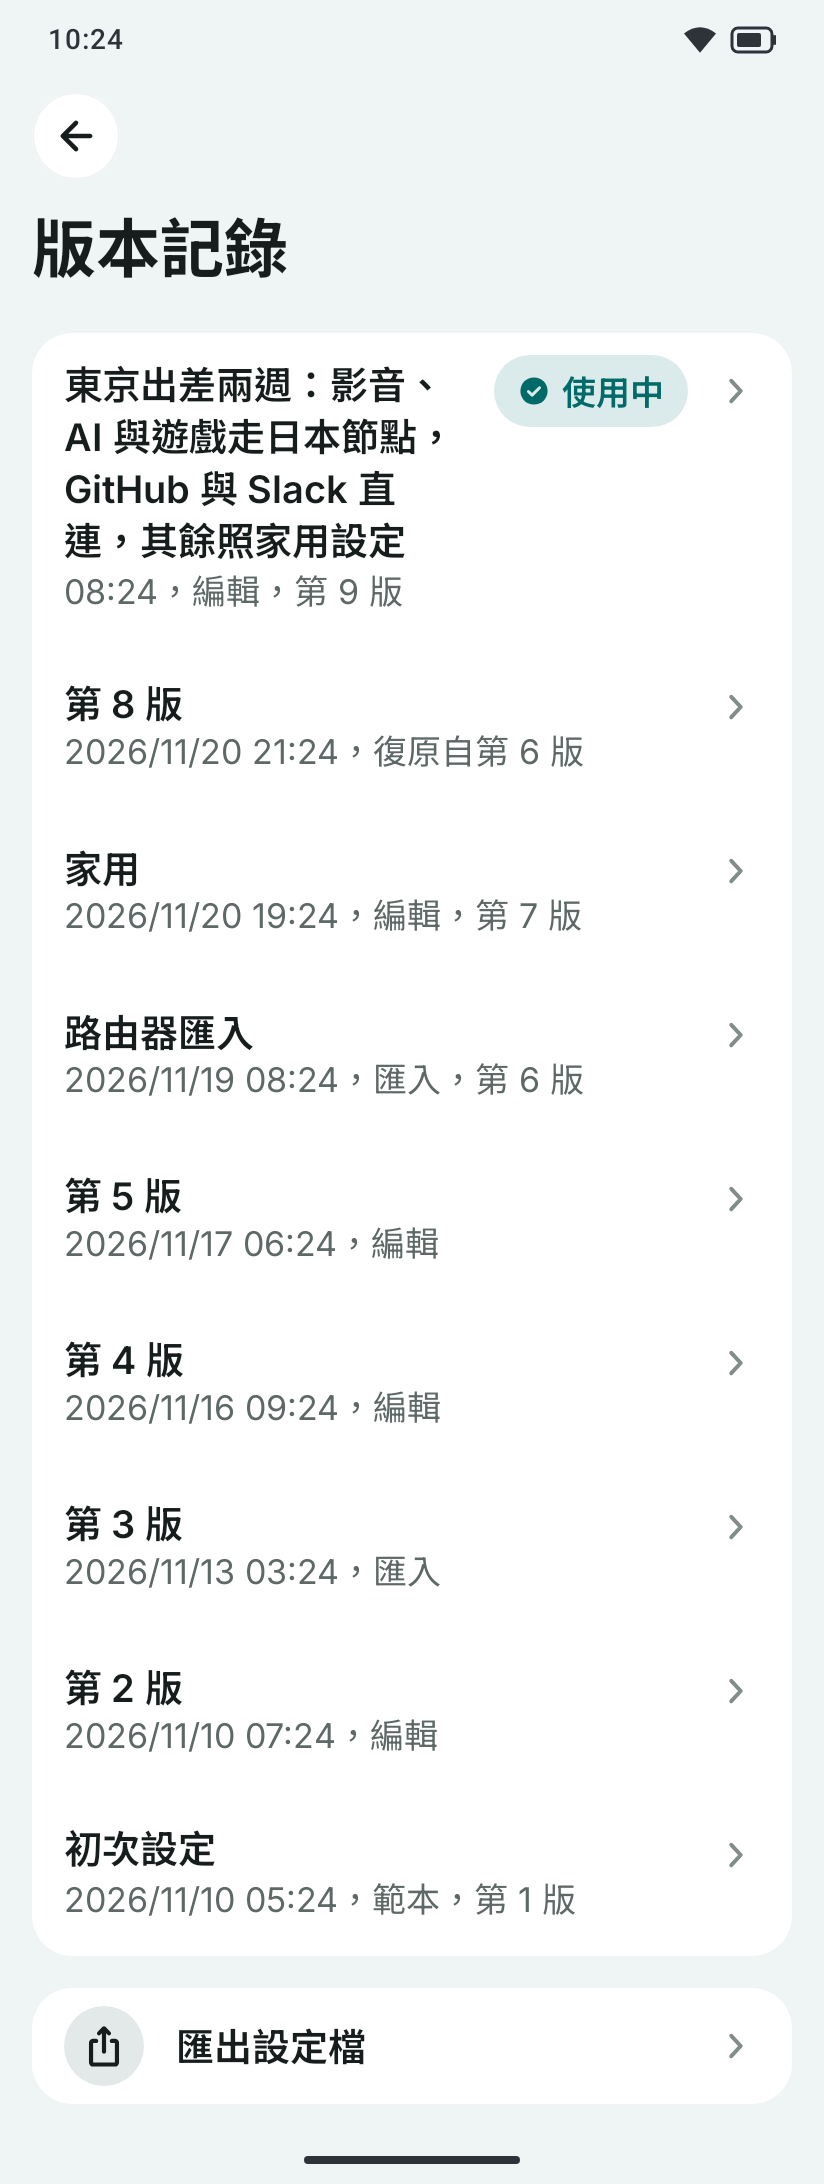 10:24
版本記錄
東京出差兩週：影音、
AI 與遊戲走日本節點，
GitHub 與 Slack 直
連，其餘照家用設定
使用中
08:24，編輯，第 9 版
第 8 版
2026/11/20 21:24，復原自第 6 版
家用
2026/11/20 19:24，編輯，第 7 版
路由器匯入
2026/11/19 08:24，匯入，第 6 版
第 5 版
2026/11/17 06:24，編輯
第 4 版
2026/11/16 09:24，編輯
第 3 版
2026/11/13 03:24，匯入
第 2 版
2026/11/10 07:24，編輯
初次設定
2026/11/10 05:24，範本，第 1 版
匯出設定檔